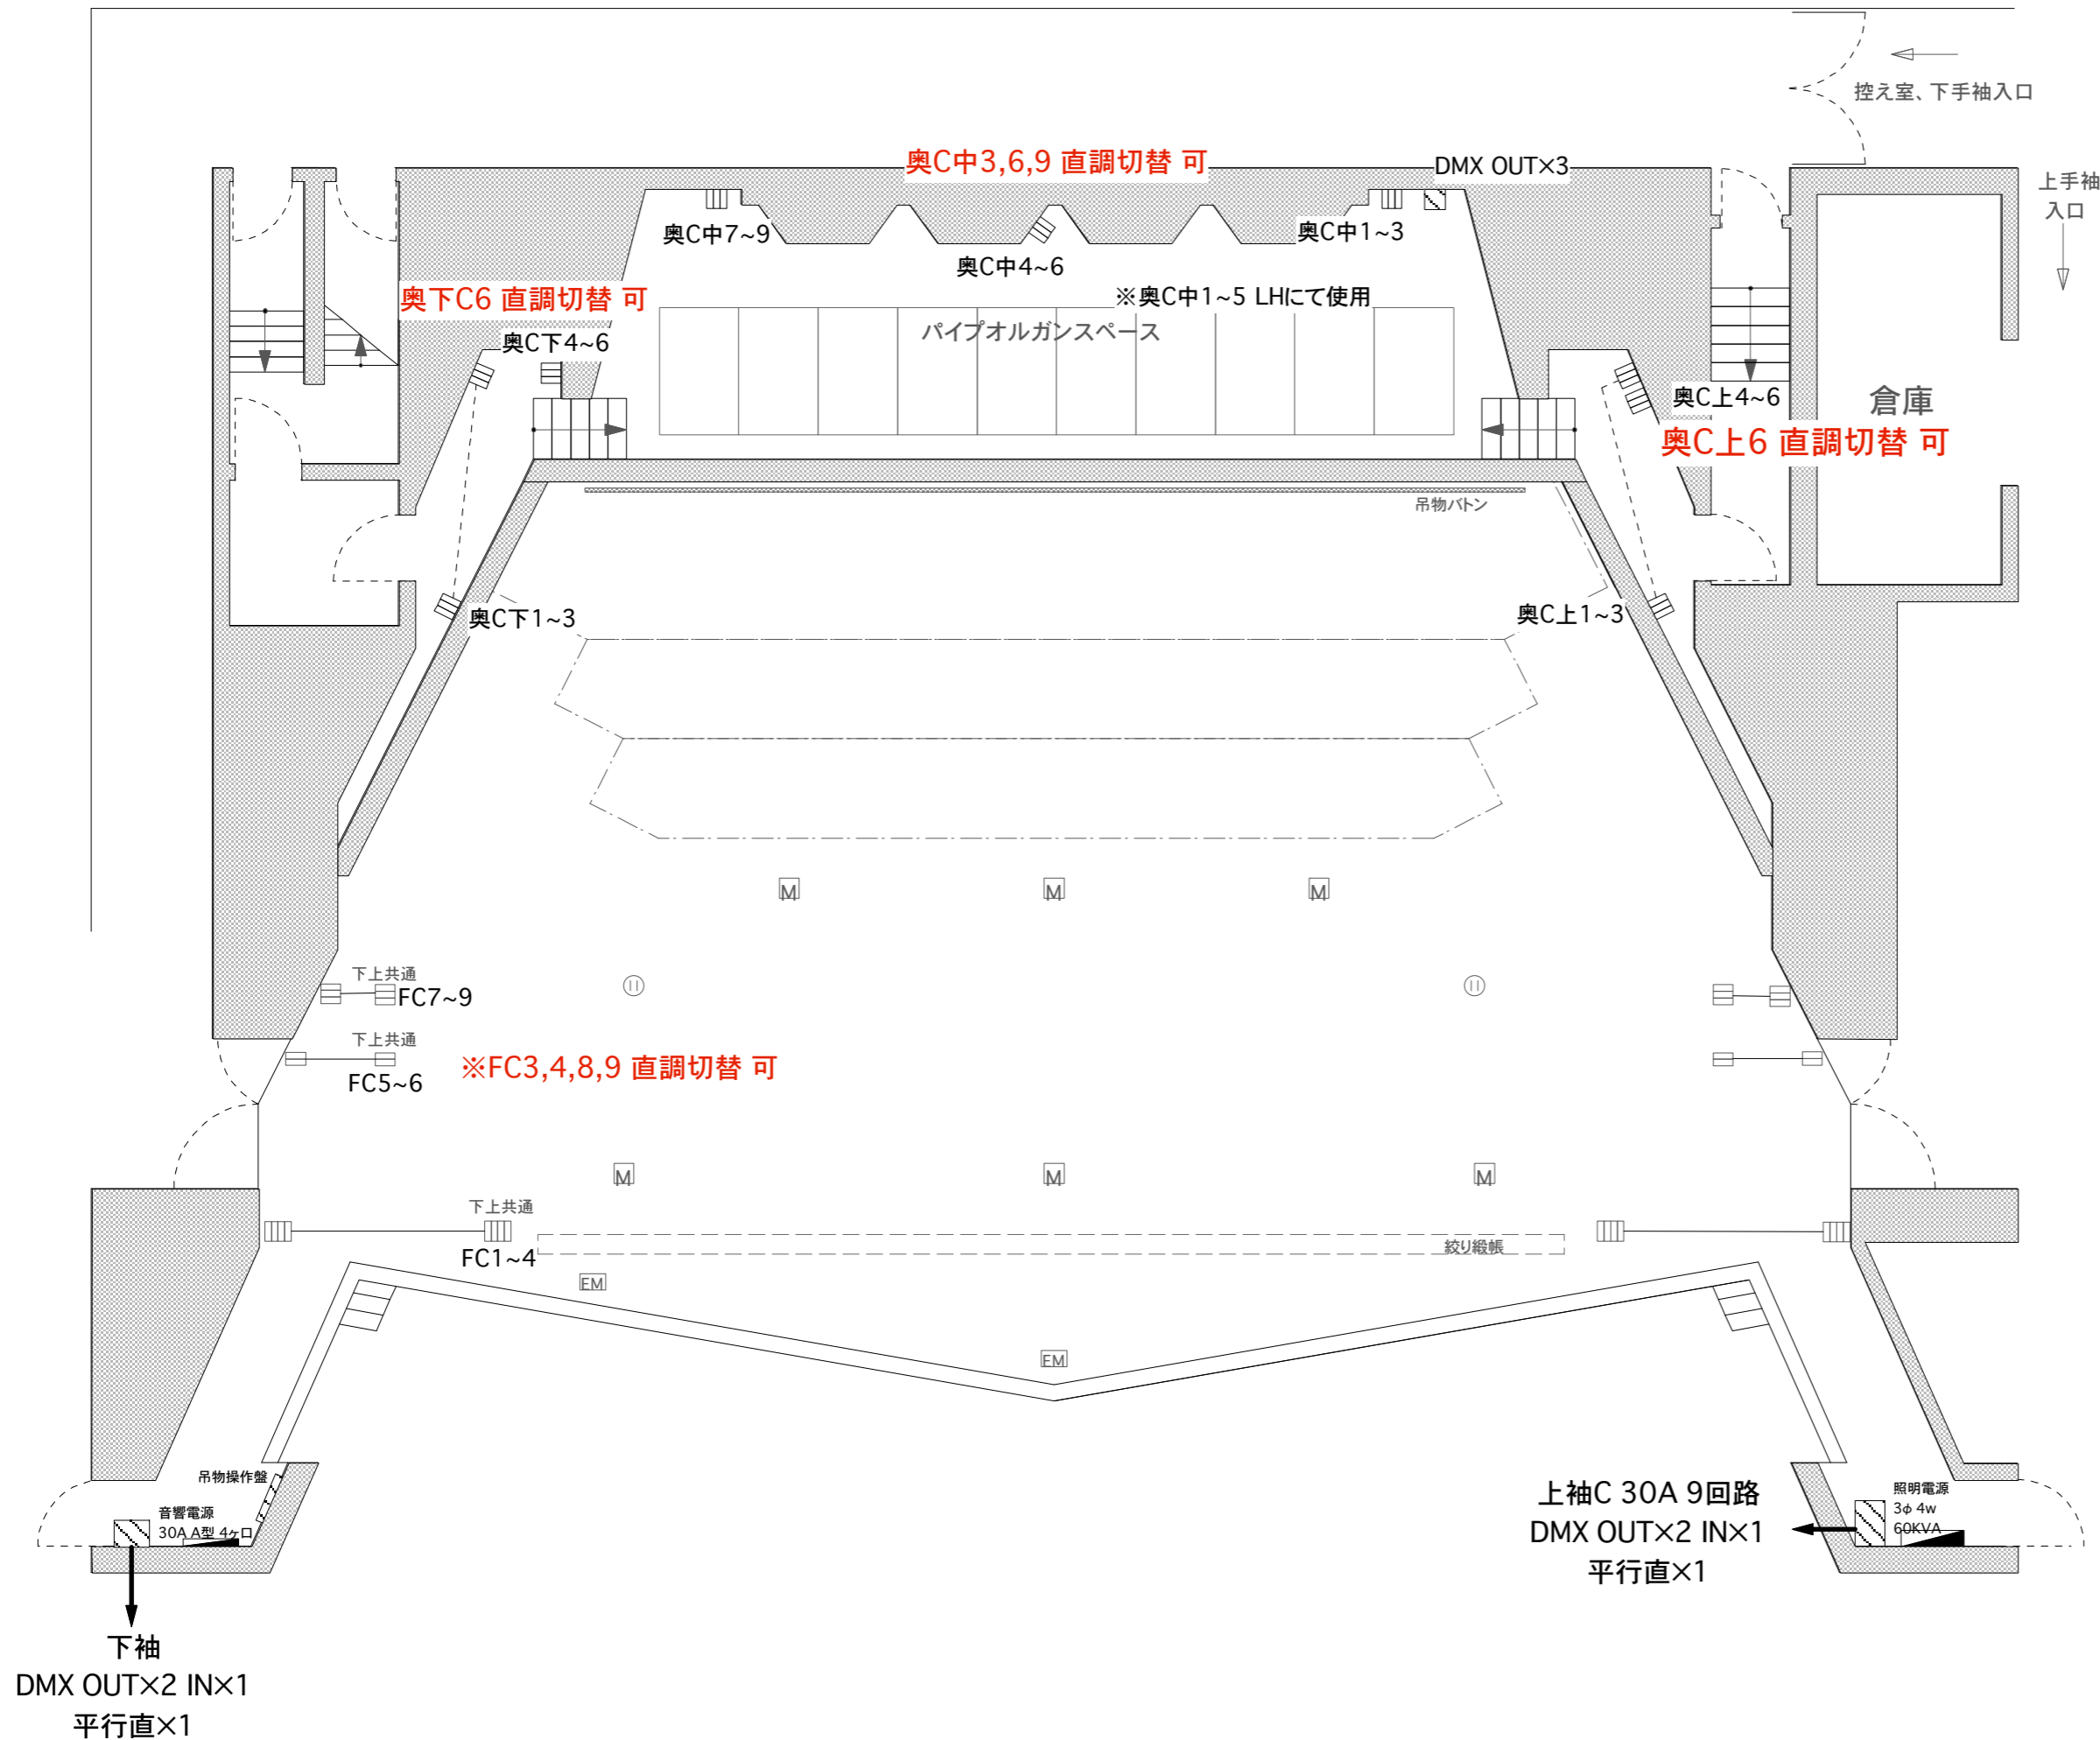 控え室、下手袖入口
奥C中3,6,9 直調切替 可
DMX OUT×3
上手袖
入口
奥C中7~9
奥C中1~3
奥C中4~6
奥下C6 直調切替 可
※奥C中1~5 LHにて使用
パイプオルガンスペース
奥C下4~6
奥C上4~6
倉庫
奥C上6 直調切替 可
吊物バトン
奥C下1~3
奥C上1~3
M
M
M
下上共通
FC7~9
下上共通
FC5~6
※FC3,4,8,9 直調切替 可
M
M
M
下上共通
FC1~4
絞り緞帳
EM
EM
吊物操作盤
音響電源
30A A型 4ヶ口
上袖C 30A 9回路
DMX OUT×2 IN×1
平行直×1
照明電源
3φ 4w
60KVA
下袖
DMX OUT×2 IN×1
平行直×1